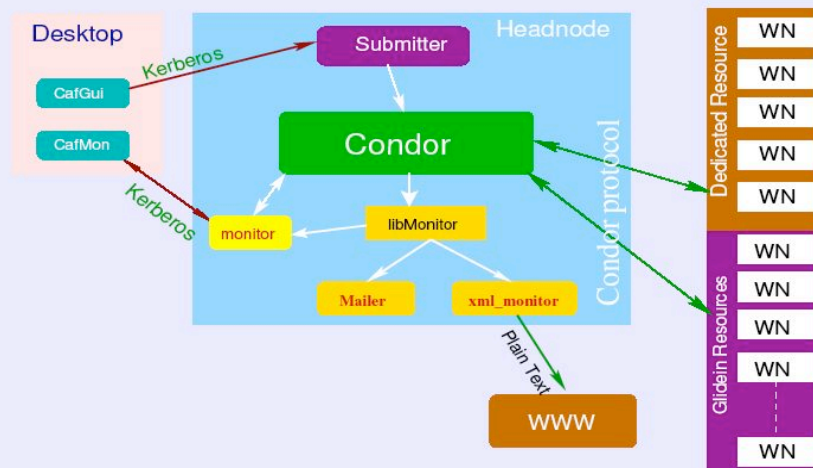 Desktop
CafGui
CafMon
Kerberos
Kerberos
Headnode
Submitter
Condor
monitor
libMonitor
Mailer
xml_monitor
Condor protocol
Plain Text
WWW
Dedicated Resource
WN
WN
WN
WN
WN
Glidein Resources
WN
WN
WN
WN
WN